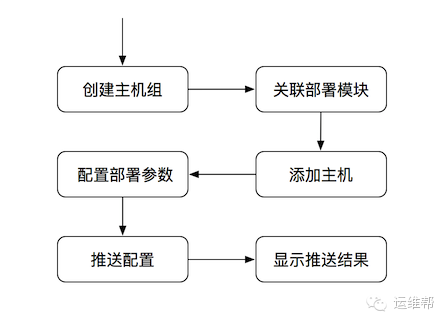 创建主机组
关联部署模块
添加主机
配置部署参数
推送配置
显示推送结果
运维帮